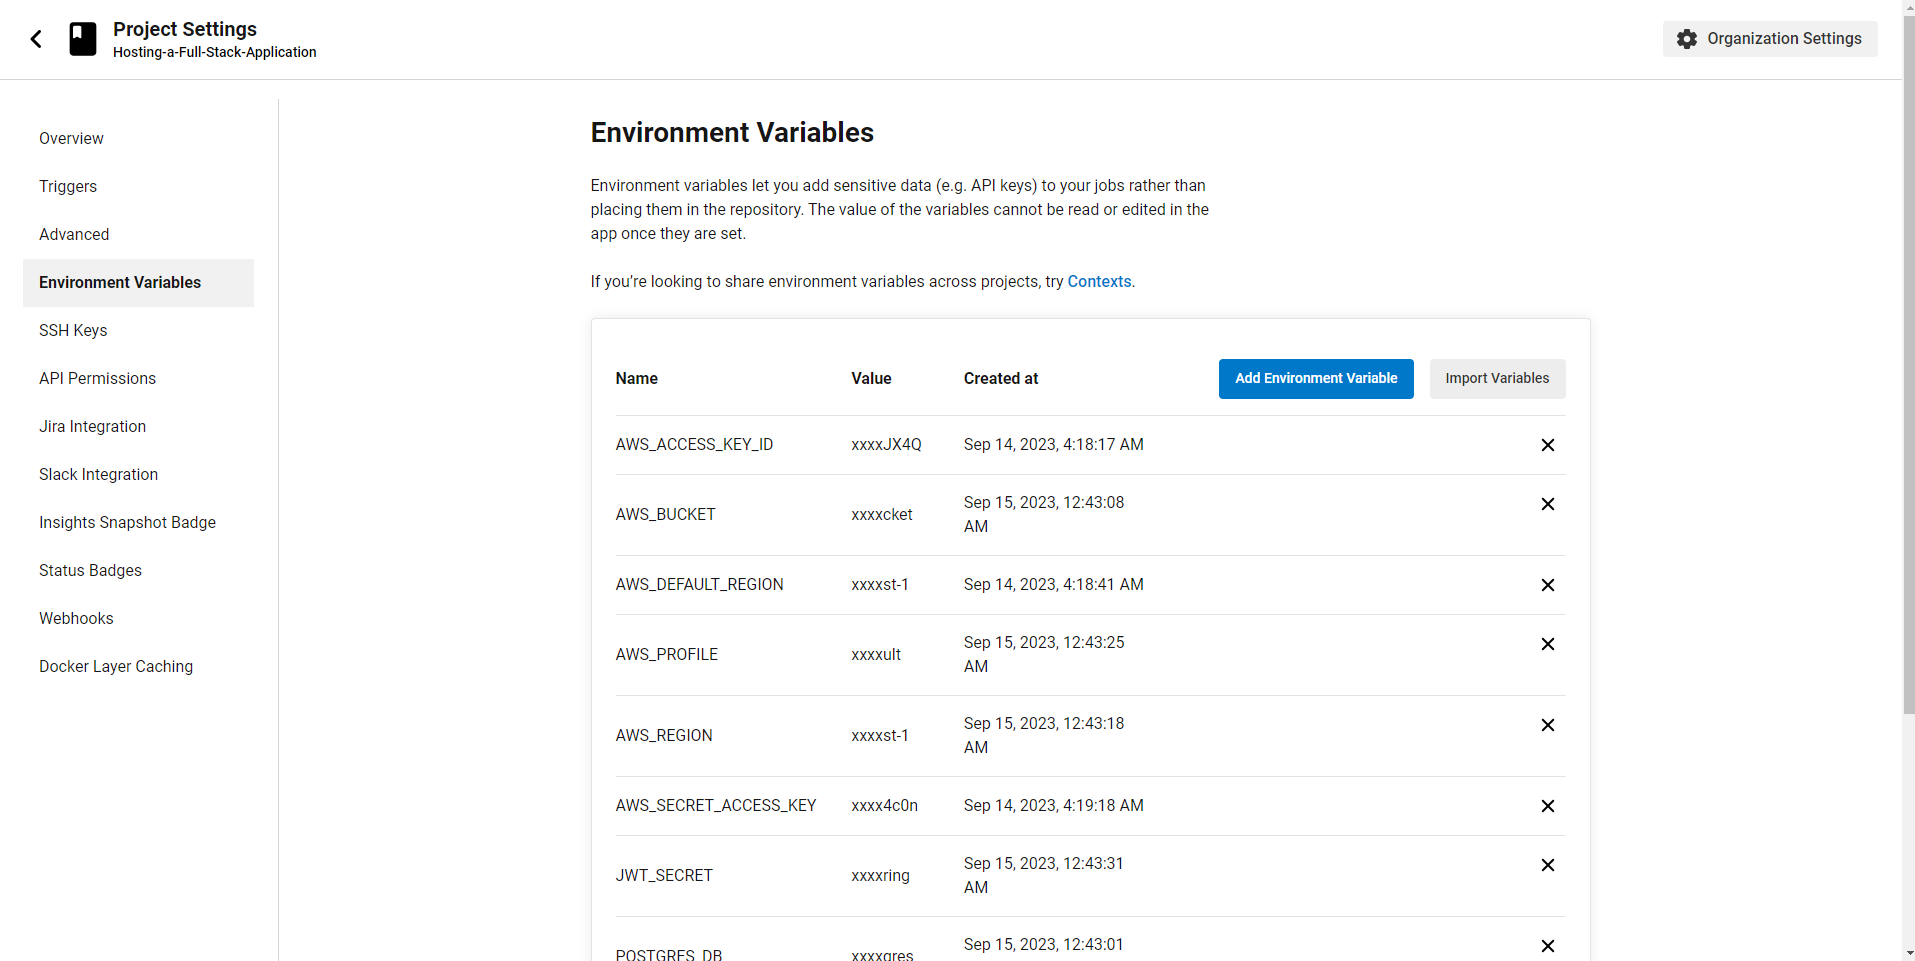 Project Settings
Hosting-a-Full-Stack-Application
Organization Settings
Overview
Triggers
Advanced
Environment Variables
SSH Keys
API Permissions
Jira Integration
Slack Integration
Insights Snapshot Badge
Status Badges
Webhooks
Docker Layer Caching
Environment Variables
Environment variables let you add sensitive data (e.g. API keys) to your jobs rather than
placing them in the repository. The value of the variables cannot be read or edited in the
app once they are set.
If you’re looking to share environment variables across projects, try Contexts.
Name Value Created at Add Environment Variable Import Variables
AWS_ACCESS_KEY_ID xxxxJX4Q Sep 14, 2023, 4:18:17 AM
AWS_BUCKET xxxxcket Sep 15, 2023, 12:43:08
AM
AWS_DEFAULT_REGION xxxxst-1 Sep 14, 2023, 4:18:41 AM
AWS_PROFILE xxxxult Sep 15, 2023, 12:43:25
AM
AWS_REGION xxxxst-1 Sep 15, 2023, 12:43:18
AM
AWS_SECRET_ACCESS_KEY xxxx4c0n Sep 14, 2023, 4:19:18 AM
JWT_SECRET xxxxring Sep 15, 2023, 12:43:31
AM
POSTGRES_DB xxxxgres Sep 15, 2023, 12:43:01